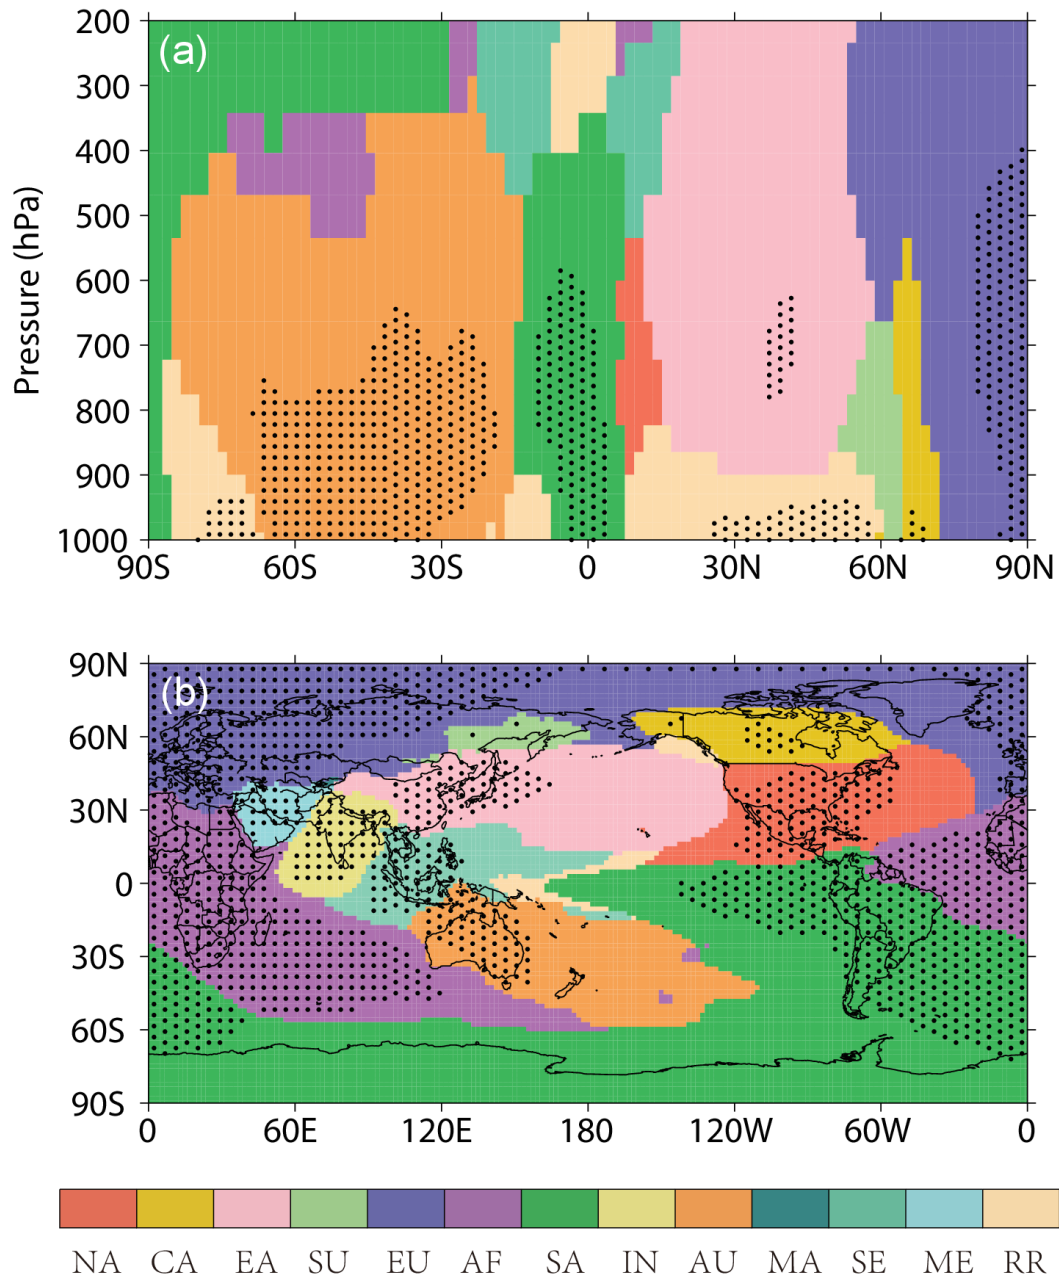 (a)
Pressure (hPa)
200
300
400
500
600
700
800
900
1000
90S 60S 30S 0 30N 60N 90N
(b)
90N
60N
30N
0
30S
60S
90S
0 60E 120E 180 120W 60W 0
NA CA EA SU EU AF SA IN AU MA SE ME RR